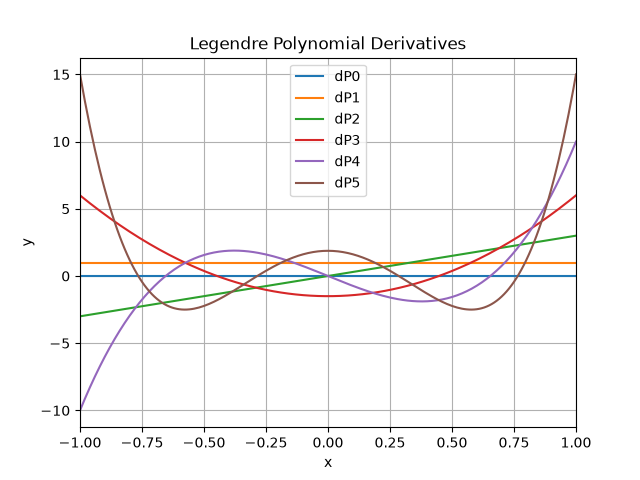 Legendre Polynomial Derivatives
dP0
dP1
dP2
dP3
dP4
dP5
15
10
5
0
−5
−10
y
−1.00 −0.75 −0.50 −0.25 0.00 0.25 0.50 0.75 1.00
x